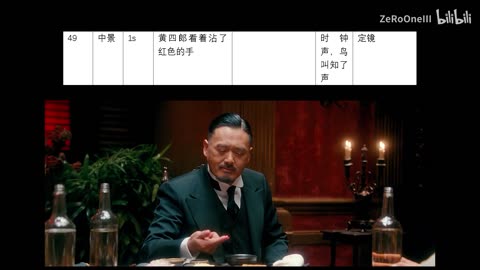 ZeRoOneIII bilibili
49 中景 1s 黄四郎看着沾了 时 钟 定镜
红色的手 声，鸟
叫知了
声